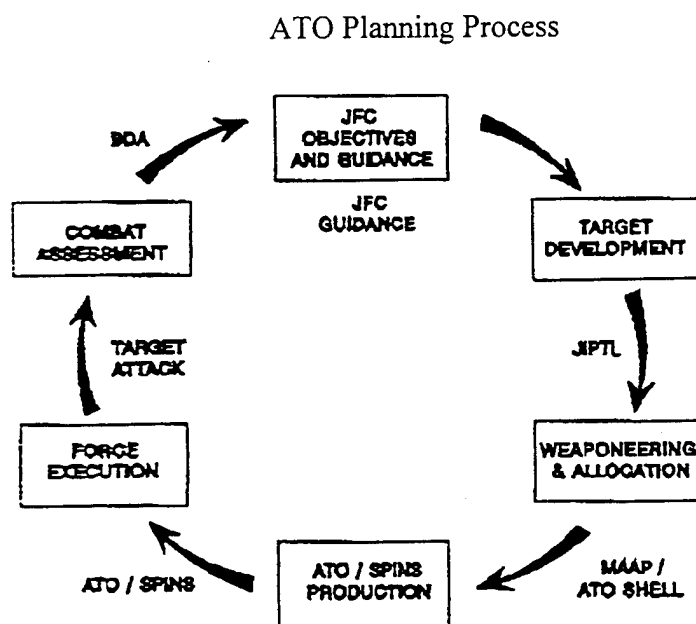 ATO Planning Process
JFC
OBJECTIVES
AND GUIDANCE
JFC
GUIDANCE
TARGET
DEVELOPMENT
JIPTL
WEAPONEERING
& ALLOCATION
MAAP /
ATO SHELL
ATO / SPINS
PRODUCTION
ATO / SPINS
FORCE
EXECUTION
TARGET
ATTACK
COMBAT
ASSESSMENT
BDA